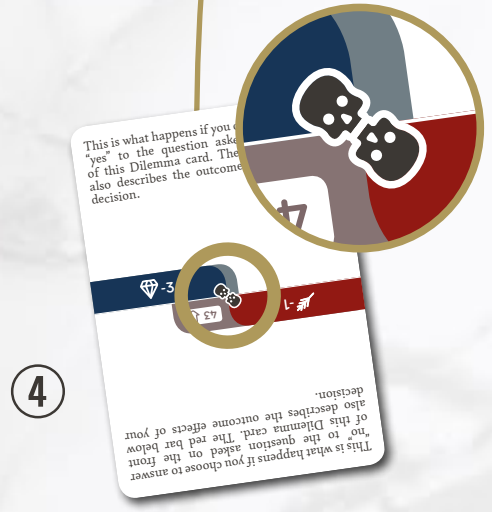 This is what happens if you
"yes" to the question aske
of this Dilemma card. The
also describes the outcome
decision.
-3
43
-1
4
"This is what happens if you choose to answer
"no" to the question asked on the front
of this Dilemma card. The red bar below
also describes the outcome effects of your
decision.
4